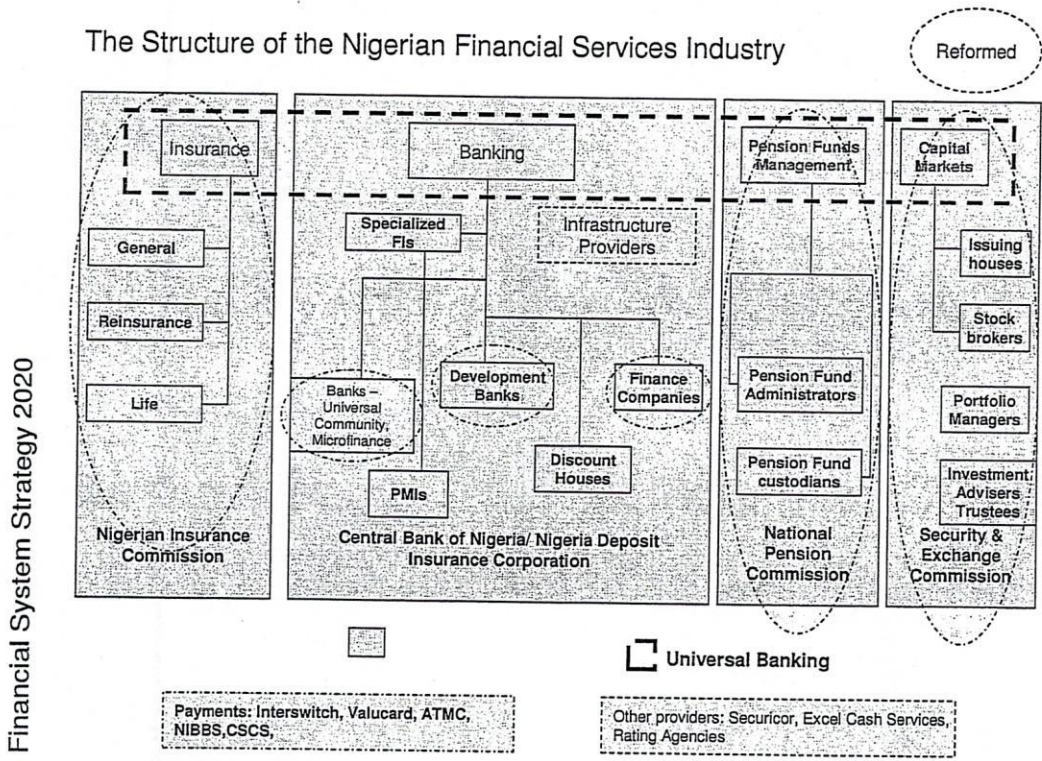 The Structure of the Nigerian Financial Services Industry
Reformed
Insurance
General
Reinsurance
Life
Nigerian Insurance
Commission
Banking
Specialized
FIs
Infrastructure
Providers
Banks –
Universal
Community,
Microfinance
Development
Banks
Finance
Companies
PMIs
Discount
Houses
Central Bank of Nigeria/ Nigeria Deposit
Insurance Corporation
Pension Funds
Management
Pension Fund
Administrators
Pension Fund
custodians
National
Pension
Commission
Capital
Markets
Issuing
houses
Stock
brokers
Portfolio
Managers
Investment
Advisers
Trustees
Security &
Exchange
Commission
Universal Banking
Payments: Interswitch, Valucard, ATMC,
NIBBS,CSCS,
Other providers: Securicor, Excel Cash Services,
Rating Agencies
Financial System Strategy 2020